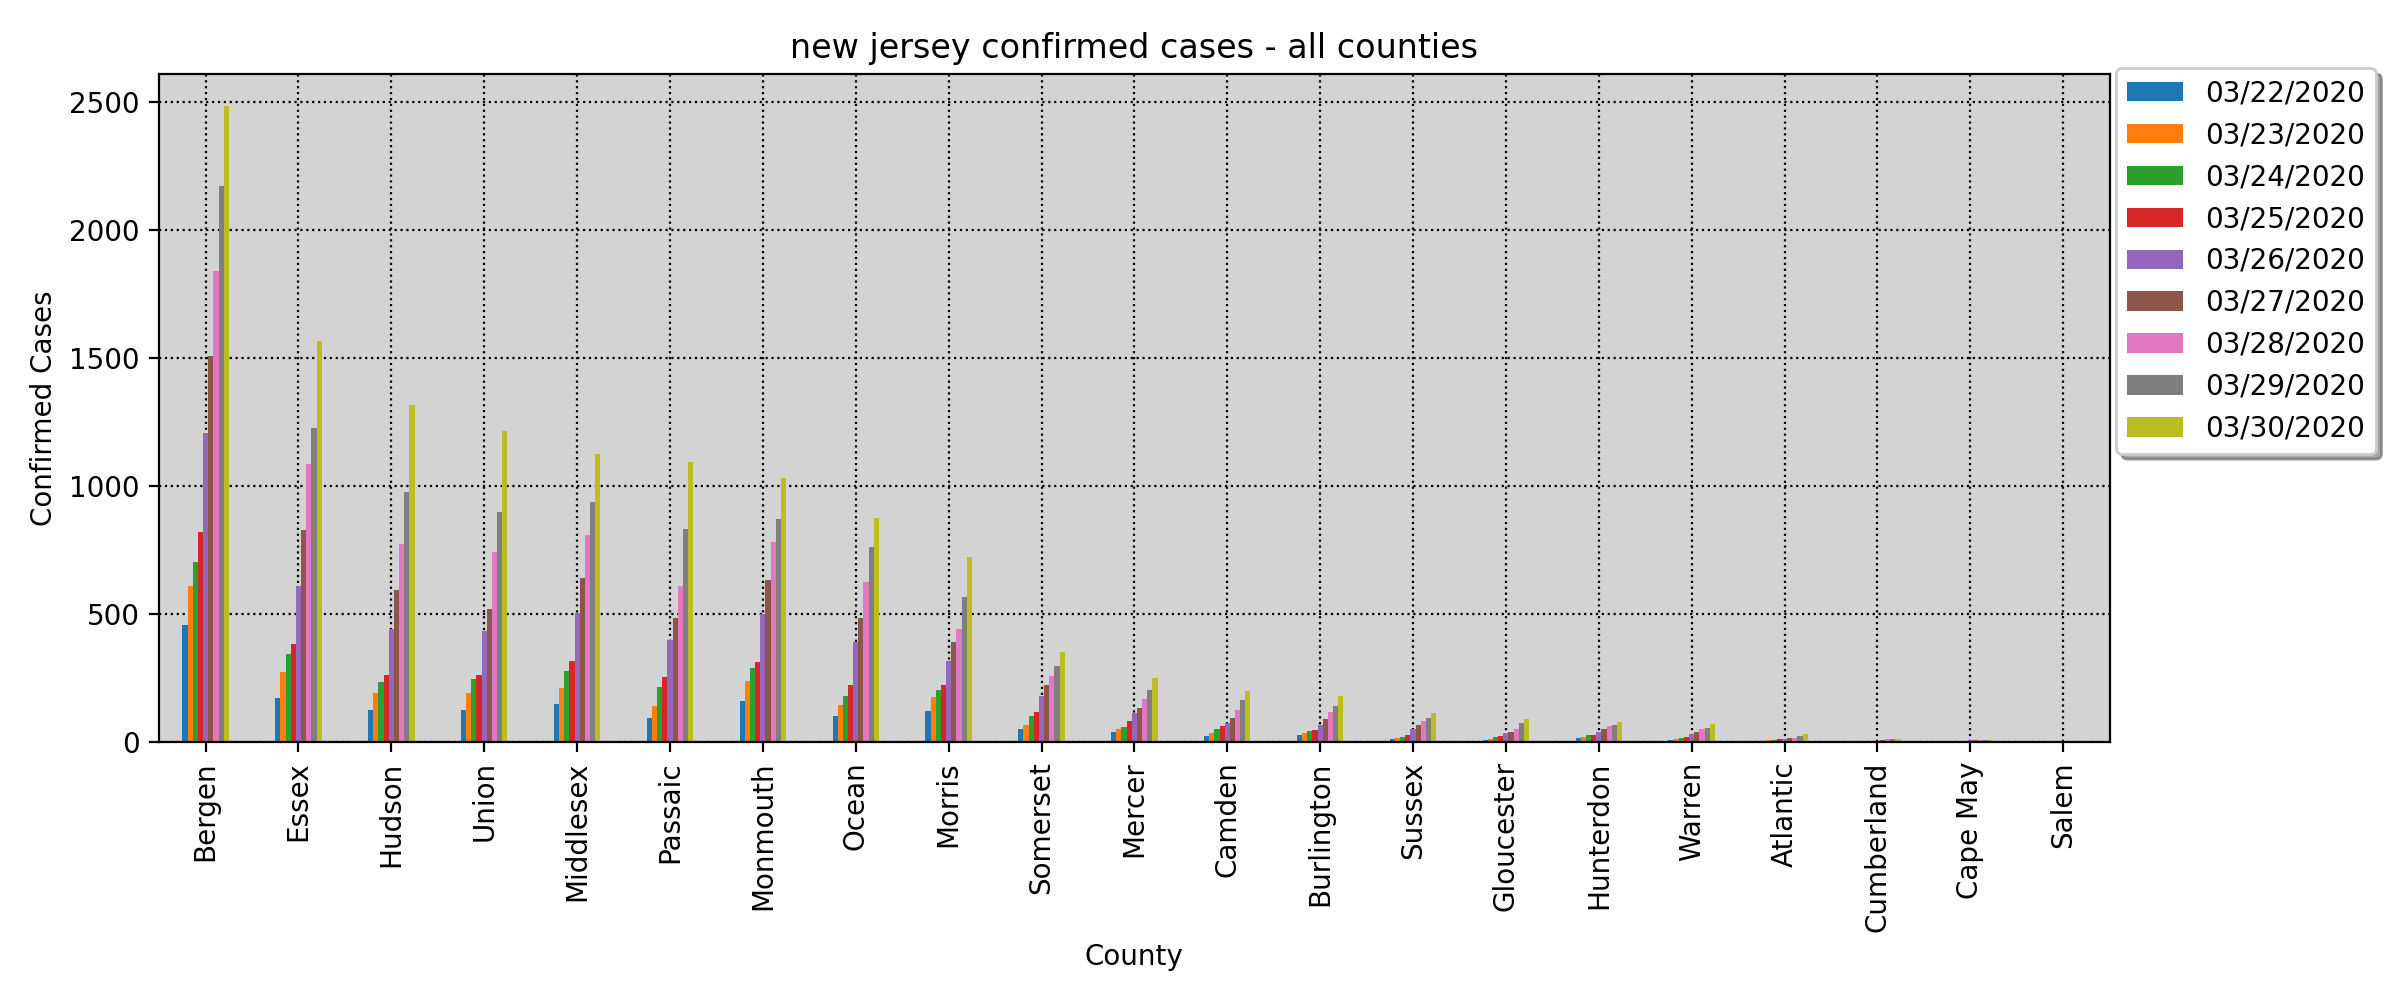 new jersey confirmed cases - all counties
Confirmed Cases
2500
2000
1500
1000
500
0
Bergen
Essex
Hudson
Union
Middlesex
Passaic
Monmouth
Ocean
Morris
Somerset
Mercer
Camden
Burlington
Sussex
Gloucester
Hunterdon
Warren
Atlantic
Cumberland
Cape May
Salem
County
03/22/2020
03/23/2020
03/24/2020
03/25/2020
03/26/2020
03/27/2020
03/28/2020
03/29/2020
03/30/2020